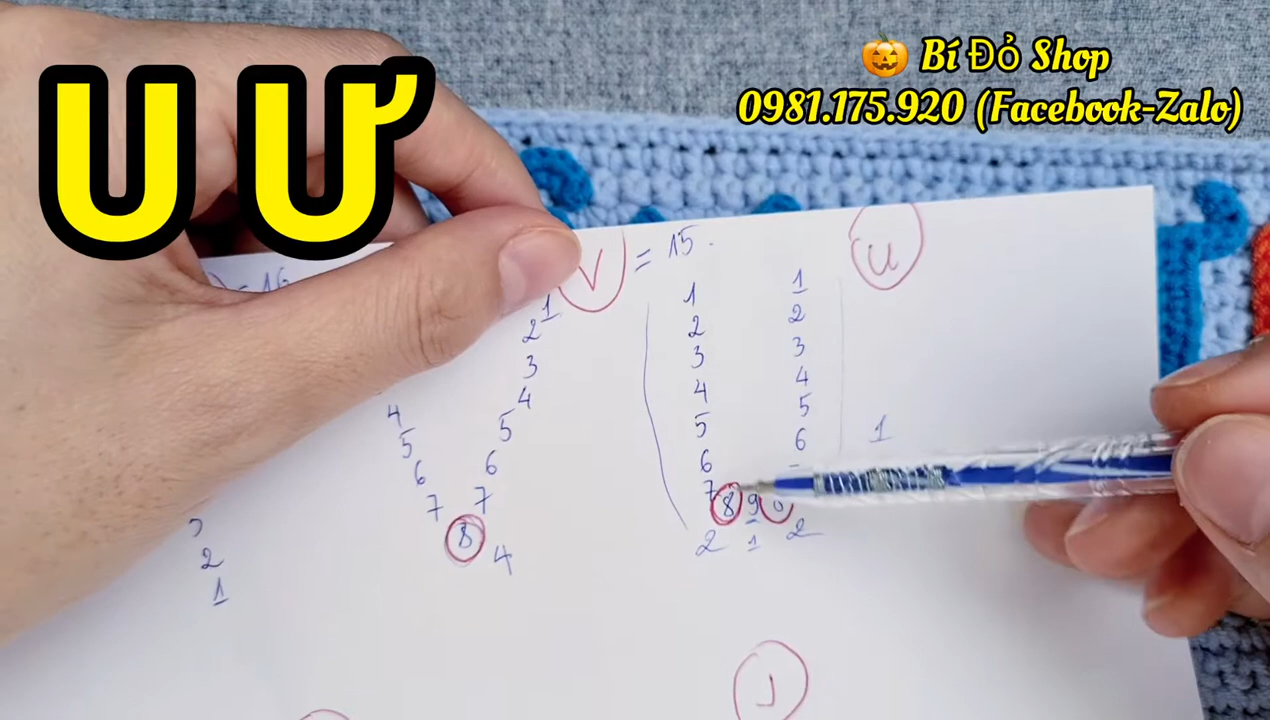 U Ư
🎃 Bí Đỏ Shop
0981.175.920 (Facebook-Zalo)
V = 15
U
1 1 1
2 2 2
3 3 3
4 4 4
4 5 5 5
5 6 6 6 1
6 7 7
7 8 9
8 4 2 1 2
2
1
J